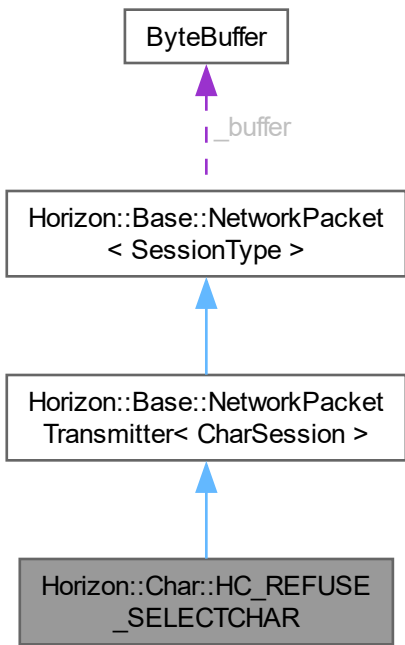 ByteBuffer
_buffer
Horizon::Base::NetworkPacket
< SessionType >
Horizon::Base::NetworkPacket
Transmitter< CharSession >
Horizon::Char::HC_REFUSE
_SELECTCHAR